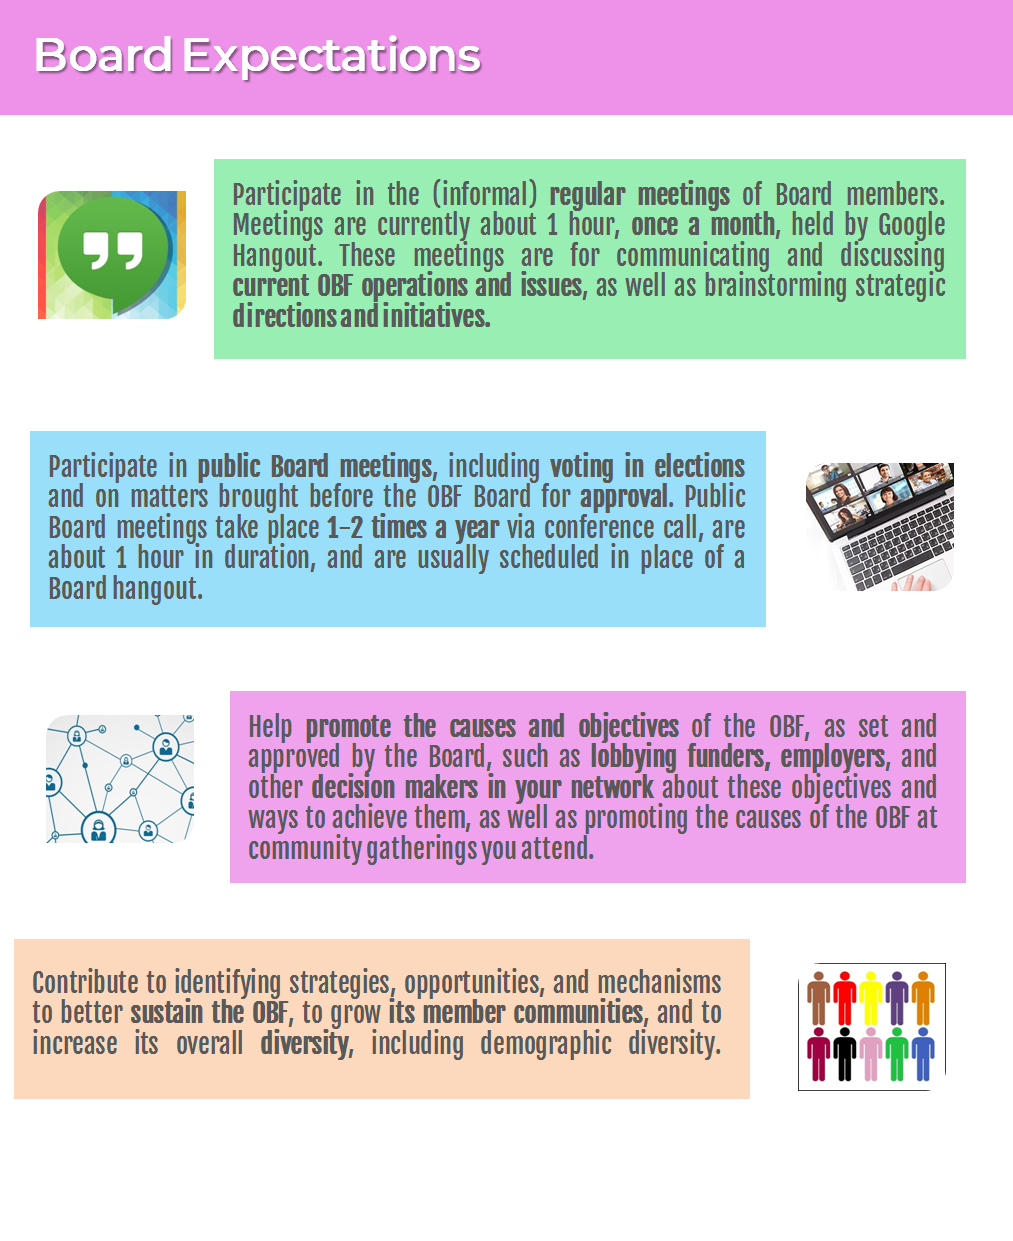 Board Expectations
Participate in the (informal) regular meetings of Board members.
Meetings are currently about 1 hour, once a month, held by Google
Hangout. These meetings are for communicating and discussing
current OBF operations and issues, as well as brainstorming strategic
directions and initiatives.
Participate in public Board meetings, including voting in elections
and on matters brought before the OBF Board for approval. Public
Board meetings take place 1-2 times a year via conference call, are
about 1 hour in duration, and are usually scheduled in place of a
Board hangout.
Help promote the causes and objectives of the OBF, as set and
approved by the Board, such as lobbying funders, employers, and
other decision makers in your network about these objectives and
ways to achieve them, as well as promoting the causes of the OBF at
community gatherings you attend.
Contribute to identifying strategies, opportunities, and mechanisms
to better sustain the OBF, to grow its member communities, and to
increase its overall diversity, including demographic diversity.